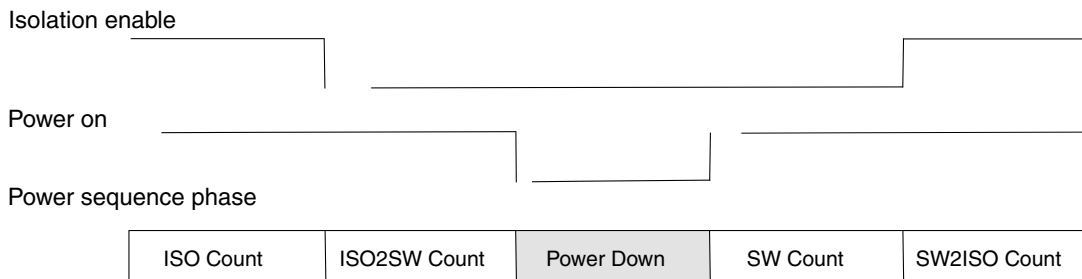 Isolation enable
Power on
Power sequence phase
ISO Count
ISO2SW Count
Power Down
SW Count
SW2ISO Count